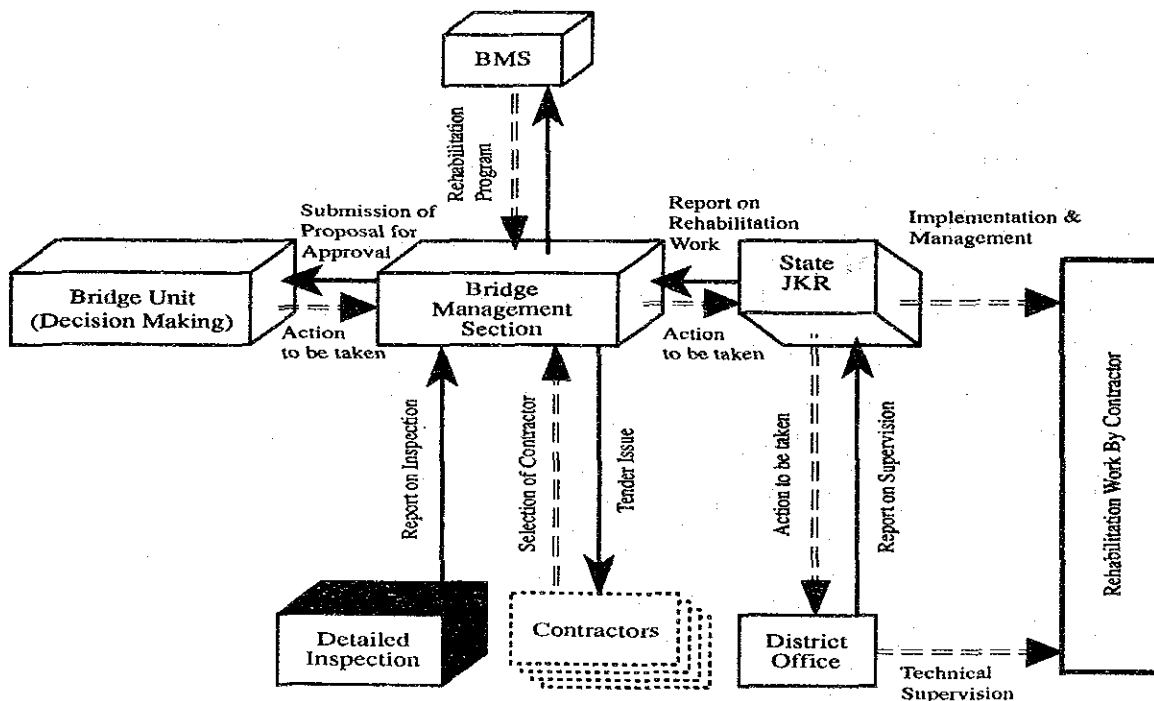 BMS
Rehabilitation
Program
Submission of
Proposal for
Approval
Report on
Rehabilitation
Work
Implementation &
Management
Bridge Unit
(Decision Making)
Action
to be taken
Bridge
Management
Section
Action
to be taken
State
JKR
Report on Inspection
Selection of Contractor
Tender Issue
Action to be taken
Report on Supervision
Rehabilitation Work By Contractor
Detailed
Inspection
Contractors
District
Office
Technical
Supervision